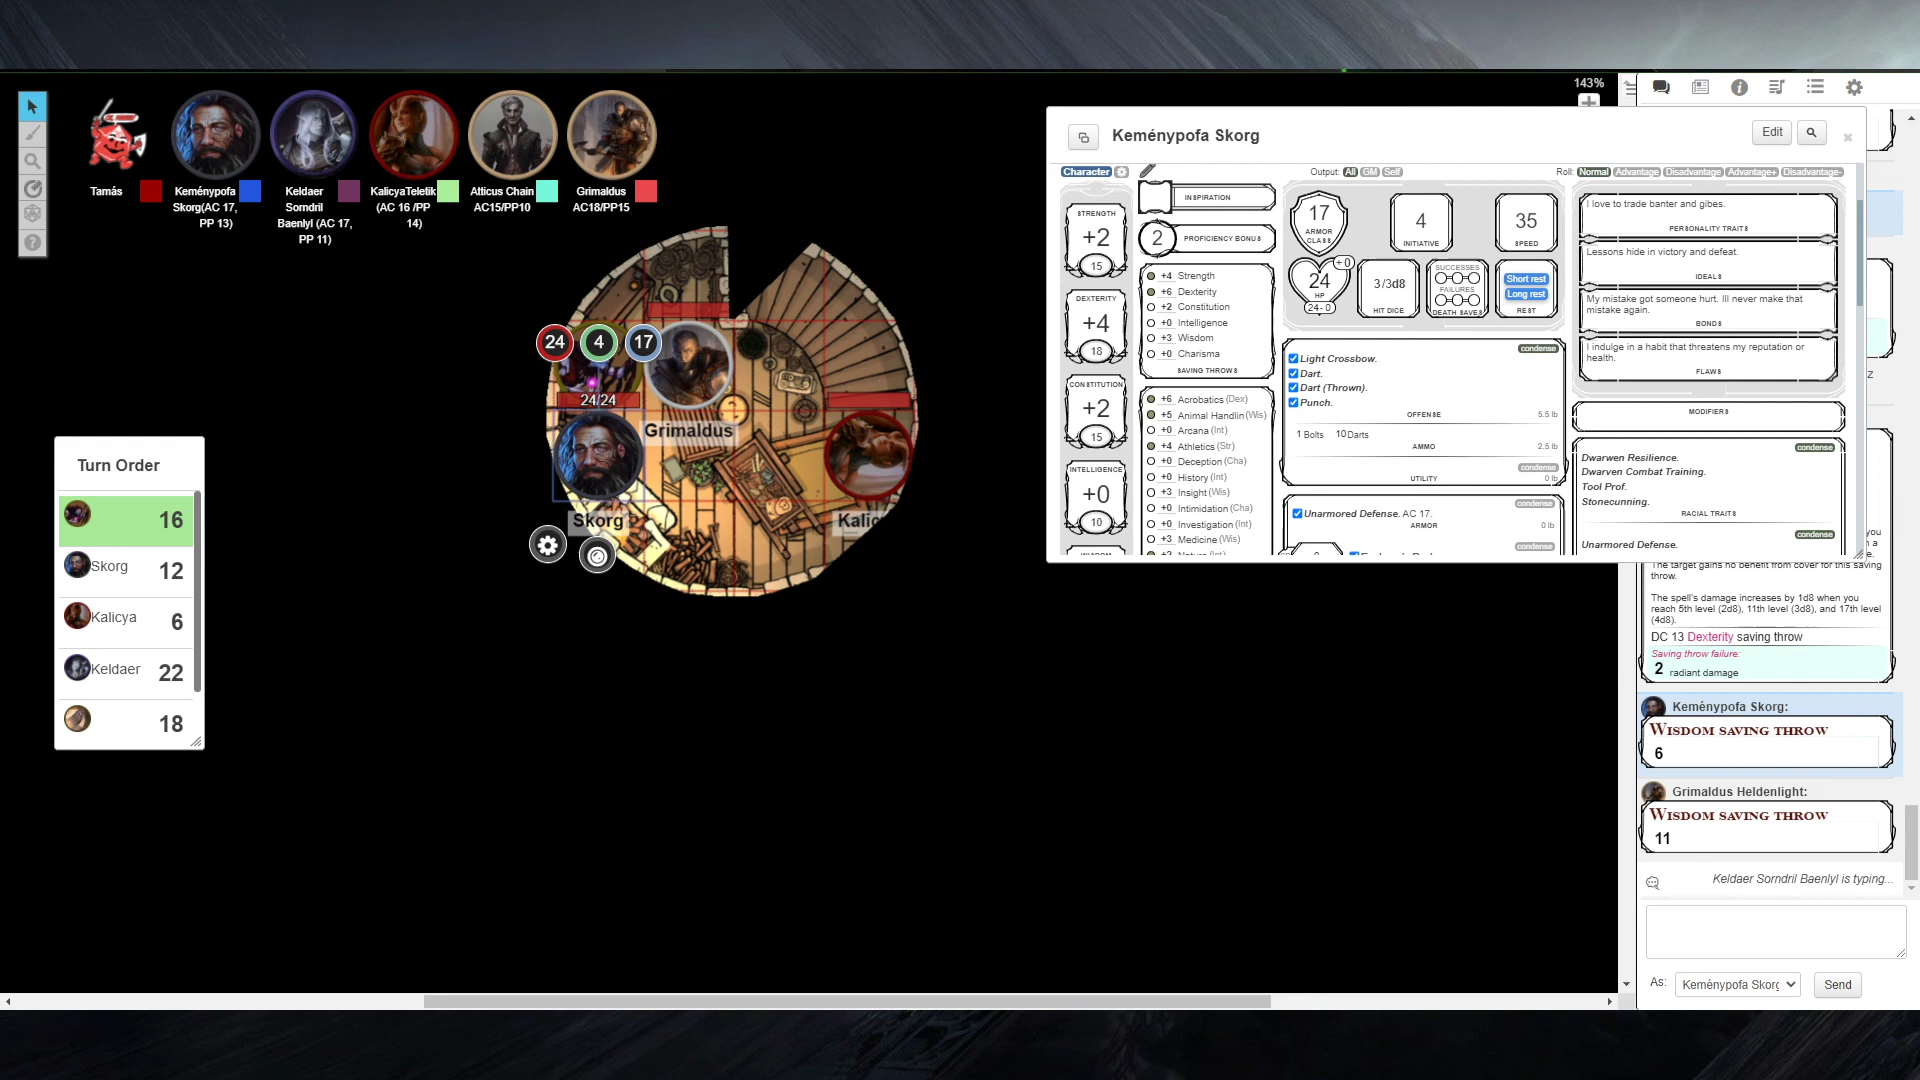 143%
Tamás
Keménypofa
Skorg(AC 17,
PP 13)
Keldaer
Sorndril
Baenlyl (AC 17,
PP 11)
KalicyaTeletik
(AC 16 /PP
14)
Atticus Chain
AC15/PP10
Grimaldus
AC18/PP15
24
4
17
24/24
Grimaldus
Skorg
Kalic
Turn Order
16
Skorg 12
Kalicya 6
Keldaer 22
18
Keménypofa Skorg
Edit
Character
Output: All GM Self
Roll: Normal Advantage Disadvantage Advantage+ Disadvantage-
STRENGTH
+2
15
DEXTERITY
+4
18
CONSTITUTION
+2
15
INTELLIGENCE
+0
10
INSPIRATION
2 PROFICIENCY BONUS
+4 Strength
+6 Dexterity
+2 Constitution
+0 Intelligence
+3 Wisdom
+0 Charisma
SAVING THROWS
+6 Acrobatics (Dex)
+5 Animal Handlin (Wis)
+0 Arcana (Int)
+4 Athletics (Str)
+0 Deception (Cha)
+0 History (Int)
+3 Insight (Wis)
+0 Intimidation (Cha)
+0 Investigation (Int)
+3 Medicine (Wis)
17
ARMOR
CLASS
4
INITIATIVE
35
SPEED
+0
24
HP
24 - 0
3/3d8
HIT DICE
SUCCESSES
FAILURES
DEATH SAVES
Short rest
Long rest
REST
condense
Light Crossbow.
Dart.
Dart (Thrown).
Punch.
OFFENSE 5.5 lb
1 Bolts 10 Darts
AMMO 2.5 lb
condense
UTILITY 0 lb
condense
Unarmored Defense. AC 17.
ARMOR 0 lb
condense
I love to trade banter and gibes.
PERSONALITY TRAITS
Lessons hide in victory and defeat.
IDEALS
My mistake got someone hurt. Ill never make that
mistake again.
BONDS
I indulge in a habit that threatens my reputation or
health.
FLAWS
MODIFIERS
condense
Dwarwen Resilience.
Dwarven Combat Training.
Tool Prof.
Stonecunning.
RACIAL TRAITS
condense
Unarmored Defense.
The target gains no benefit from cover for this saving
throw.
The spell's damage increases by 1d8 when you
reach 5th level (2d8), 11th level (3d8), and 17th level
(4d8).
DC 13 Dexterity saving throw
Saving throw failure:
2 radiant damage
Keménypofa Skorg:
WISDOM SAVING THROW
6
Grimaldus Heldenlight:
WISDOM SAVING THROW
11
Keldaer Sorndril Baenlyl is typing...
As: Keménypofa Skorg
Send